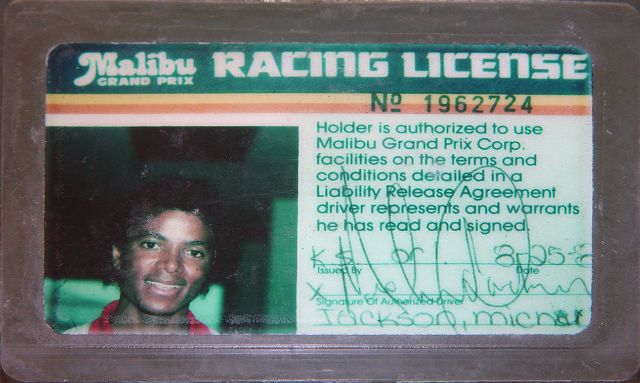 Malibu
GRAND PRIX
RACING LICENSE
Nº 1962724
Holder is authorized to use
Malibu Grand Prix Corp.
facilities on the terms and
conditions detailed in a
Liability Release Agreement
driver represents and warrants
he has read and signed.
Issued By Date
X
Signature Of Authorized Driver
Jackson,